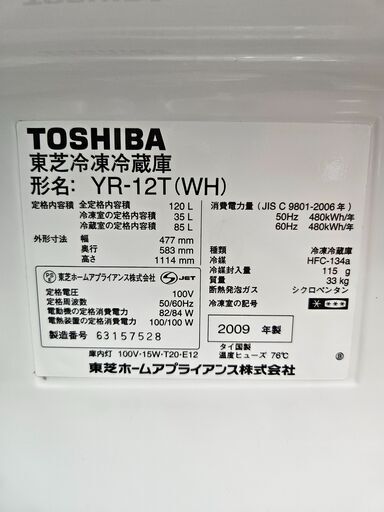 TOSHIBA
東芝冷凍冷蔵庫
形名: YR-12T(WH)
定格内容積 全定格内容積 120 L
冷凍室の定格内容積 35 L
冷蔵室の定格内容積 85 L
外形寸法 幅 477 mm
奥行 583 mm
高さ 1114 mm
PS E 東芝ホームアプライアンス株式会社 S-JET
定格電圧 100V
定格周波数 50/60Hz
電動機の定格消費電力 82/84 W
電熱装置の定格消費電力 100/100 W
製造番号 63157528
消費電力量 (JIS C 9801-2006 年)
50Hz 480kWh/年
60Hz 480kWh/年
種類 冷凍冷蔵庫
冷媒 HFC-134a
冷媒封入量 115 g
質量 33 kg
断熱発泡ガス シクロペンタン
冷凍室の記号
2009 年製
タイ国製
庫内灯 100V·15W·T20·E12 温度ヒューズ 76℃
東芝ホームアプライアンス株式会社